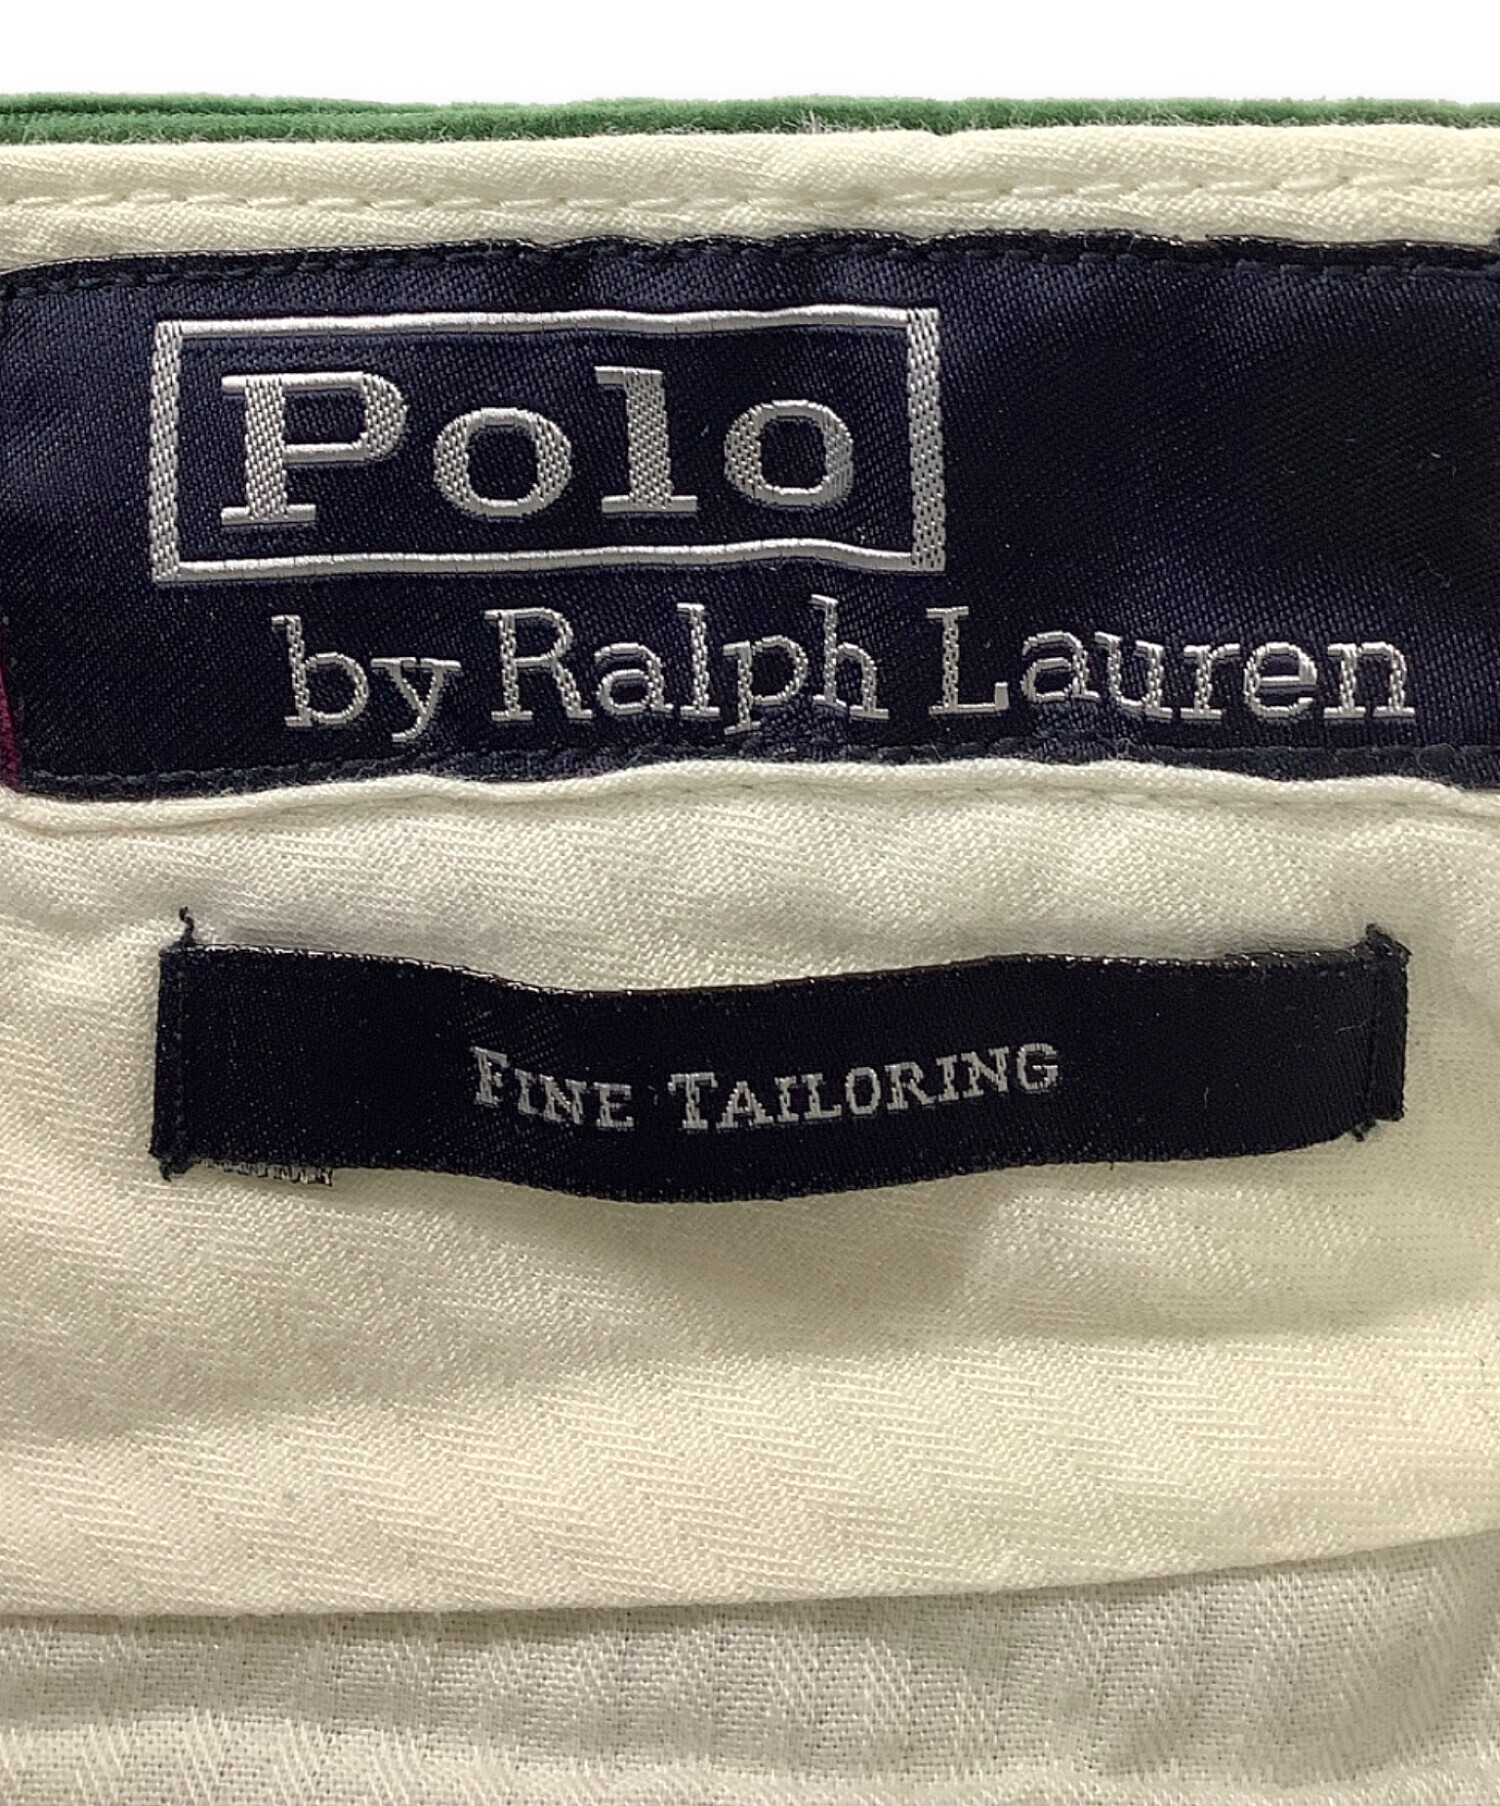 Polo
by Ralph Lauren
FINE TAILORING